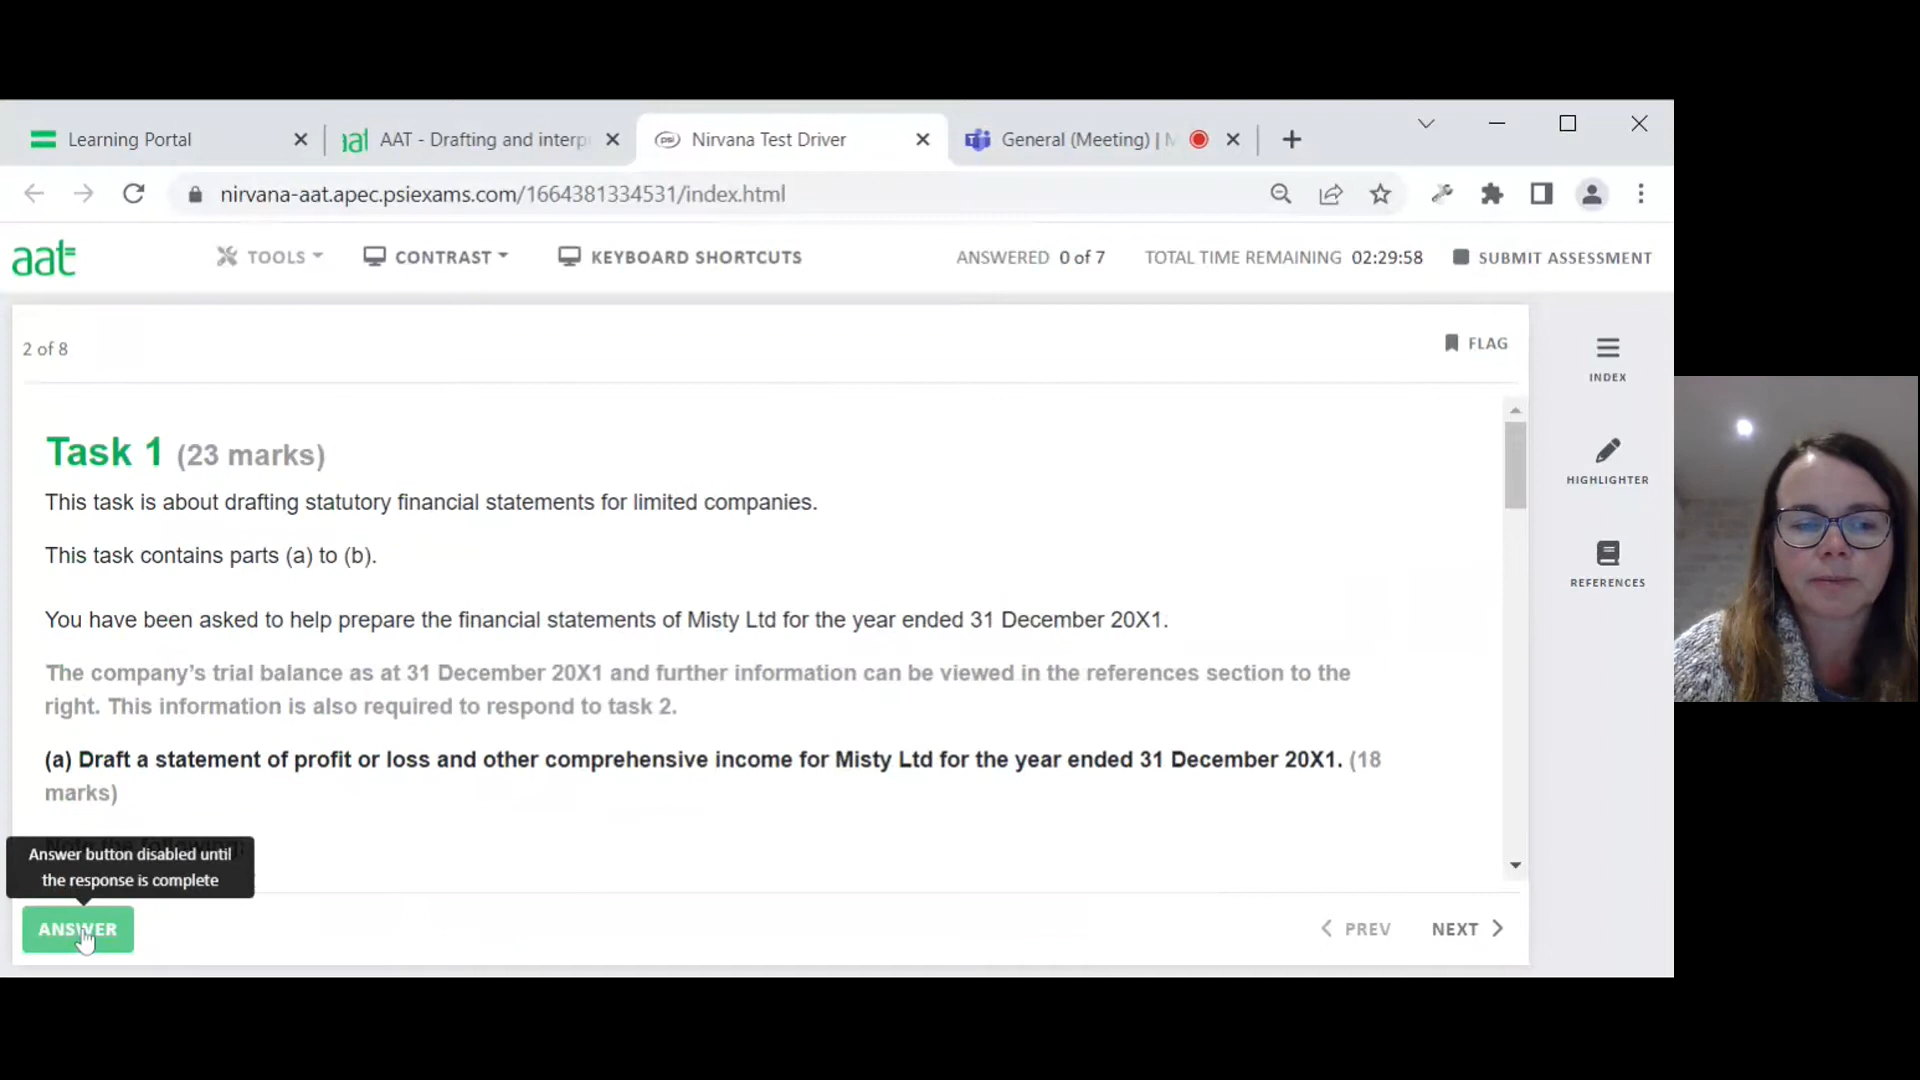 Learning Portal
AAT - Drafting and interp
Nirvana Test Driver
General (Meeting) | M
nirvana-aat.apec.psiexams.com/1664381334531/index.html
aat
TOOLS
CONTRAST
KEYBOARD SHORTCUTS
ANSWERED 0 of 7
TOTAL TIME REMAINING 02:29:58
SUBMIT ASSESSMENT
2 of 8
FLAG
INDEX
HIGHLIGHTER
REFERENCES
Task 1 (23 marks)
This task is about drafting statutory financial statements for limited companies.
This task contains parts (a) to (b).
You have been asked to help prepare the financial statements of Misty Ltd for the year ended 31 December 20X1.
The company's trial balance as at 31 December 20X1 and further information can be viewed in the references section to the
right. This information is also required to respond to task 2.
(a) Draft a statement of profit or loss and other comprehensive income for Misty Ltd for the year ended 31 December 20X1. (18
marks)
Answer button disabled until
the response is complete
ANSWER
PREV
NEXT